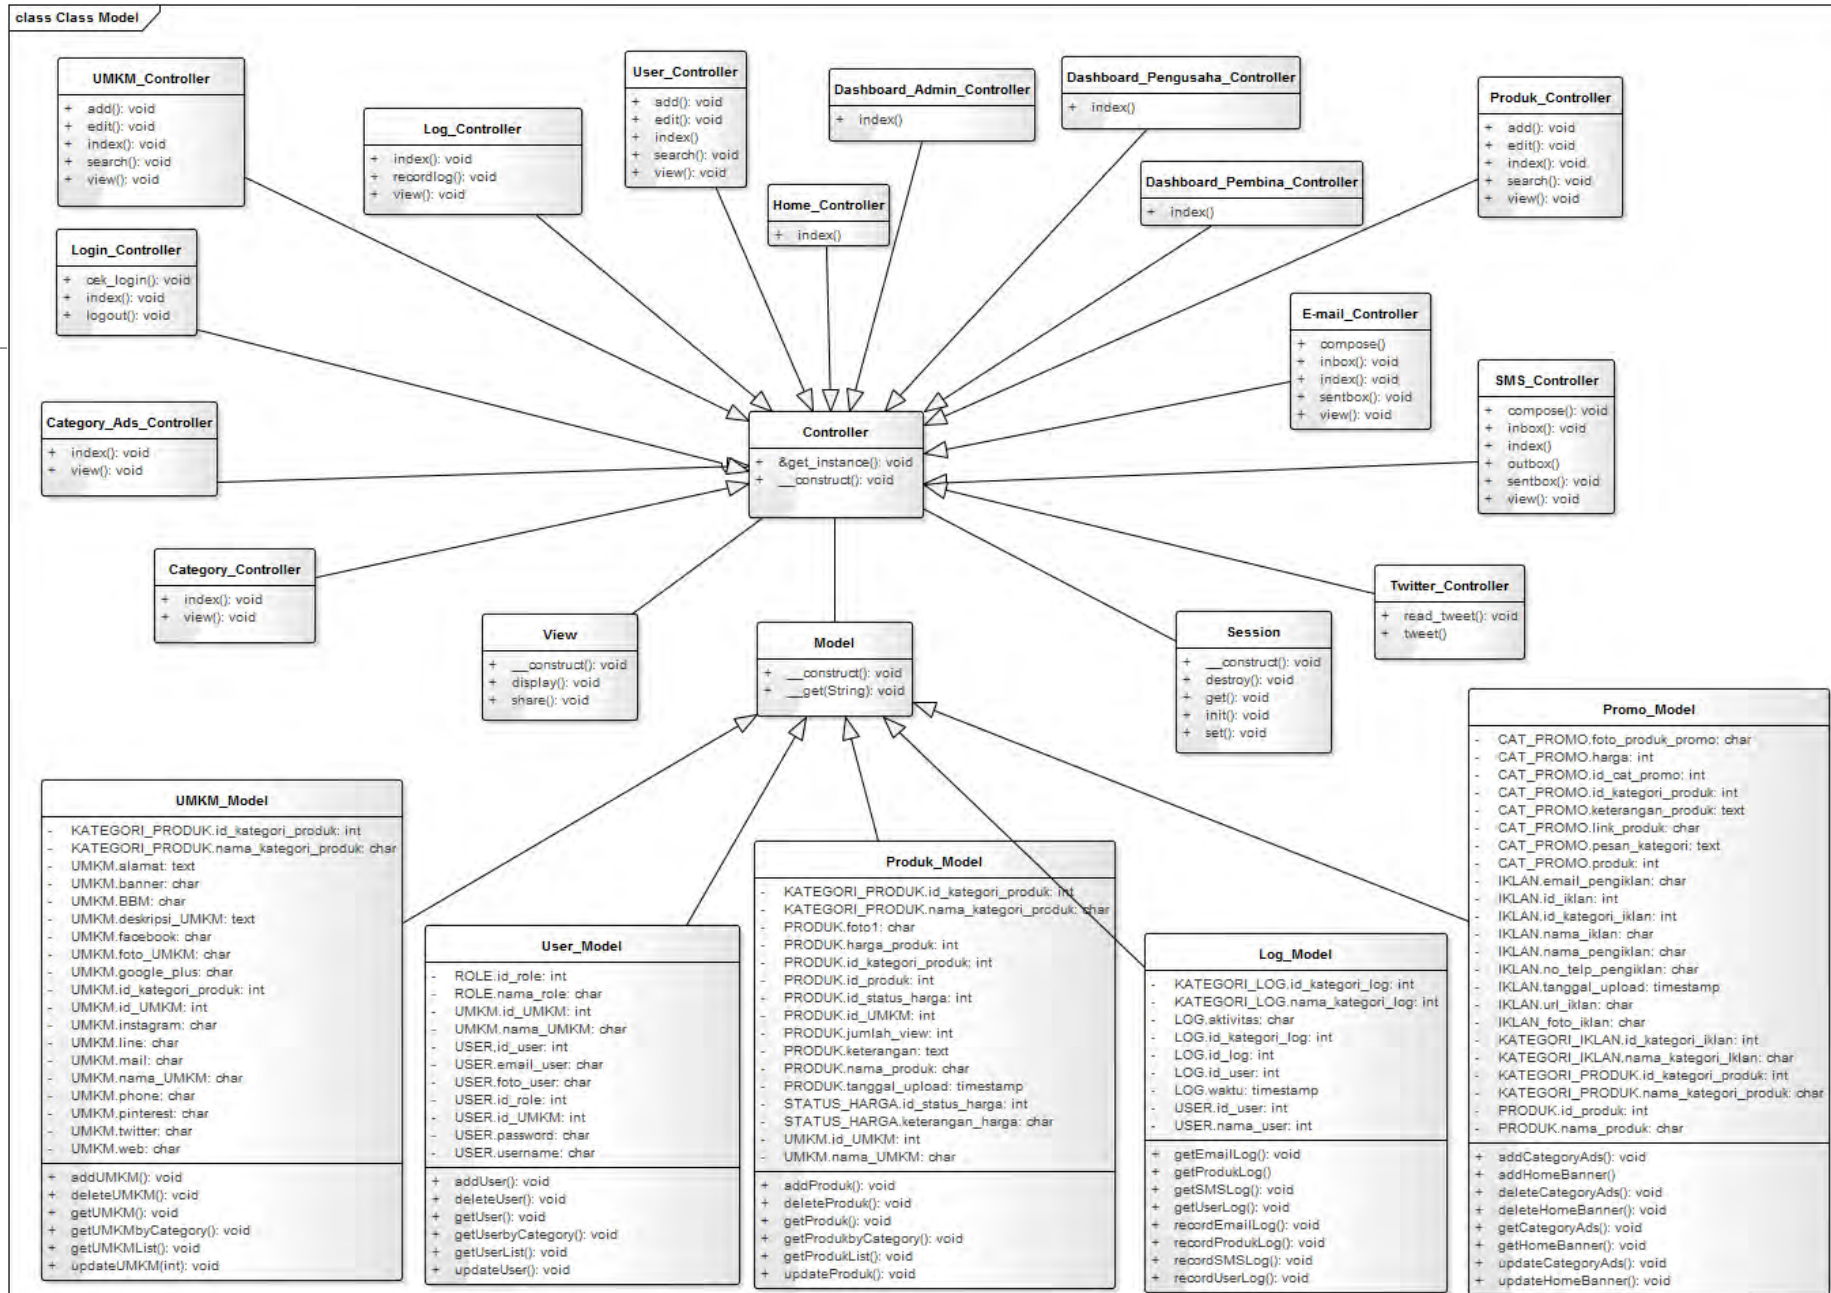 class Class Model
UMKM_Controller
+ add(): void
+ edit(): void
+ index(): void
+ search(): void
+ view(): void
Log_Controller
+ index(): void
+ recordlog(): void
+ view(): void
User_Controller
+ add(): void
+ edit(): void
+ index()
+ search(): void
+ view(): void
Dashboard_Admin_Controller
+ index()
Dashboard_Pengusaha_Controller
+ index()
Produk_Controller
+ add(): void
+ edit(): void
+ index(): void
+ search(): void
+ view(): void
Home_Controller
+ index()
Dashboard_Pembina_Controller
+ index()
Login_Controller
+ cek_login(): void
+ index(): void
+ logout(): void
E-mail_Controller
+ compose()
+ inbox(): void
+ index(): void
+ sentbox(): void
+ view(): void
SMS_Controller
+ compose(): void
+ inbox(): void
+ index()
+ outbox()
+ sentbox(): void
+ view(): void
Category_Ads_Controller
+ index(): void
+ view(): void
Controller
+ &get_instance(): void
+ __construct(): void
Category_Controller
+ index(): void
+ view(): void
Twitter_Controller
+ read_tweet(): void
+ tweet()
View
+ __construct(): void
+ display(): void
+ share(): void
Model
+ __construct(): void
+ __get(String): void
Session
+ __construct(): void
+ destroy(): void
+ get(): void
+ init(): void
+ set(): void
UMKM_Model
- KATEGORI_PRODUK.id_kategori_produk: int
- KATEGORI_PRODUK.nama_kategori_produk: char
- UMKM.alamat: text
- UMKM.banner: char
- UMKM.BBM: char
- UMKM.deskripsi_UMKM: text
- UMKM.facebook: char
- UMKM.foto_UMKM: char
- UMKM.google_plus: char
- UMKM.id_kategori_produk: int
- UMKM.id_UMKM: int
- UMKM.instagram: char
- UMKM.line: char
- UMKM.mail: char
- UMKM.nama_UMKM: char
- UMKM.phone: char
- UMKM.pinterest: char
- UMKM.twitter: char
- UMKM.web: char
+ addUMKM(): void
+ deleteUMKM(): void
+ getUMKM(): void
+ getUMKMbyCategory(): void
+ getUMKMList(): void
+ updateUMKM(int): void
User_Model
- ROLE.id_role: int
- ROLE.nama_role: char
- UMKM.id_UMKM: int
- UMKM.nama_UMKM: char
- USER,id_user: int
- USER.email_user: char
- USER.foto_user: char
- USER.id_role: int
- USER.id_UMKM: int
- USER.password: char
- USER.username: char
+ addUser(): void
+ deleteUser(): void
+ getUser(): void
+ getUserbyCategory(): void
+ getUserList(): void
+ updateUser(): void
Produk_Model
- KATEGORI_PRODUK.id_kategori_produk: int
- KATEGORI_PRODUK.nama_kategori_produk: char
- PRODUK.foto1: char
- PRODUK.harga_produk: int
- PRODUK.id_kategori_produk: int
- PRODUK.id_produk: int
- PRODUK.id_status_harga: int
- PRODUK.id_UMKM: int
- PRODUK.jumlah_view: int
- PRODUK.keterangan: text
- PRODUK.nama_produk: char
- PRODUK.tanggal_upload: timestamp
- STATUS_HARGA.id_status_harga: int
- STATUS_HARGA.keterangan_harga: char
- UMKM.id_UMKM: int
- UMKM.nama_UMKM: char
+ addProduk(): void
+ deleteProduk(): void
+ getProduk(): void
+ getProdukbyCategory(): void
+ getProdukList(): void
+ updateProduk(): void
Log_Model
- KATEGORI_LOG.id_kategori_log: int
- KATEGORI_LOG.nama_kategori_log: int
- LOG.aktivitas: char
- LOG.id_kategori_log: int
- LOG.id_log: int
- LOG.id_user: int
- LOG.waktu: timestamp
- USER.id_user: int
- USER.nama_user: int
+ getEmailLog(): void
+ getProdukLog()
+ getSMSLog(): void
+ getUserLog(): void
+ recordEmailLog(): void
+ recordProdukLog(): void
+ recordSMSLog(): void
+ recordUserLog(): void
Promo_Model
- CAT_PROMO.foto_produk_promo: char
- CAT_PROMO.harga: int
- CAT_PROMO.id_cat_promo: int
- CAT_PROMO.id_kategori_produk: int
- CAT_PROMO.keterangan_produk: text
- CAT_PROMO.link_produk: char
- CAT_PROMO.pesan_kategori: text
- CAT_PROMO.produk: int
- IKLAN.email_pengiklan: char
- IKLAN.id_iklan: int
- IKLAN.id_kategori_iklan: int
- IKLAN.nama_iklan: char
- IKLAN.nama_pengiklan: char
- IKLAN.no_telp_pengiklan: char
- IKLAN.tanggal_upload: timestamp
- IKLAN.url_iklan: char
- IKLAN_foto_iklan: char
- KATEGORI_IKLAN.id_kategori_iklan: int
- KATEGORI_IKLAN.nama_kategori_Iklan: char
- KATEGORI_PRODUK.id_kategori_produk: int
- KATEGORI_PRODUK.nama_kategori_produk: char
- PRODUK.id_produk: int
- PRODUK.nama_produk: char
+ addCategoryAds(): void
+ addHomeBanner()
+ deleteCategoryAds(): void
+ deleteHomeBanner(): void
+ getCategoryAds(): void
+ getHomeBanner(): void
+ updateCategoryAds(): void
+ updateHomeBanner(): void